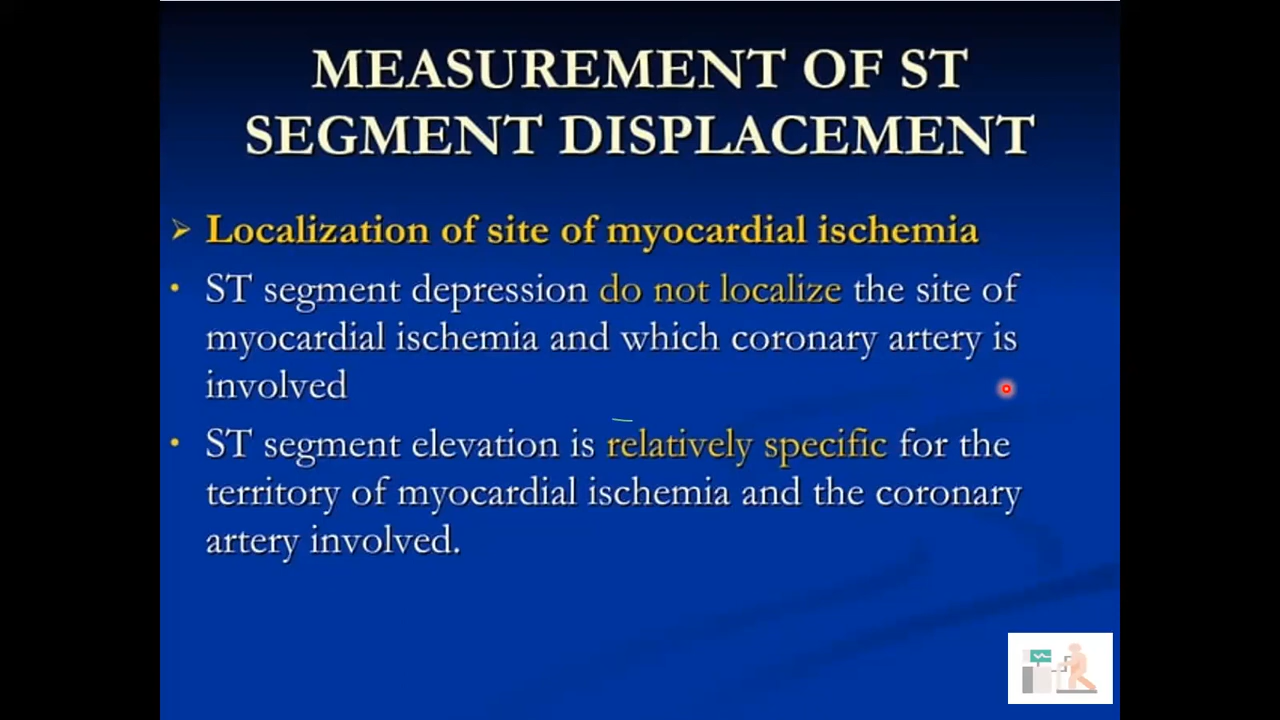 MEASUREMENT OF ST
SEGMENT DISPLACEMENT
➢ Localization of site of myocardial ischemia
• ST segment depression do not localize the site of
myocardial ischemia and which coronary artery is
involved
• ST segment elevation is relatively specific for the
territory of myocardial ischemia and the coronary
artery involved.